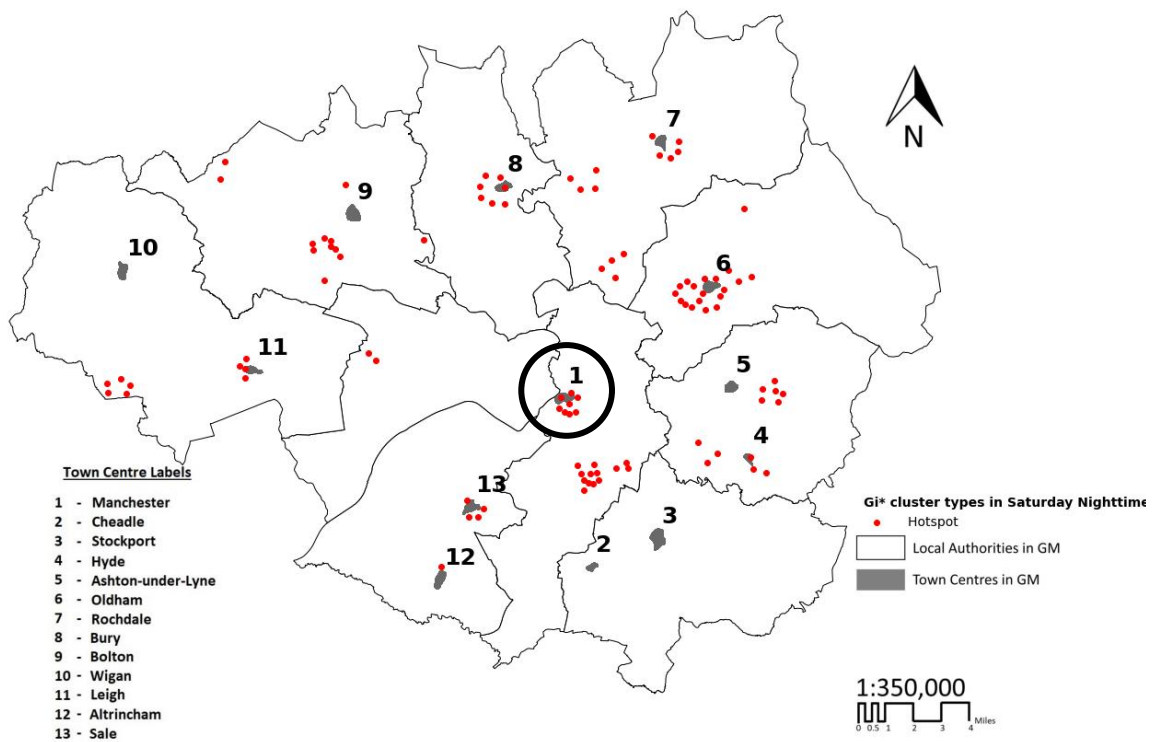 7
8
9
10
6
11
5
1
4
13
3
2
12
N
Town Centre Labels
1 - Manchester
2 - Cheadle
3 - Stockport
4 - Hyde
5 - Ashton-under-Lyne
6 - Oldham
7 - Rochdale
8 - Bury
9 - Bolton
10 - Wigan
11 - Leigh
12 - Altrincham
13 - Sale
Gi* cluster types in Saturday Nighttime
Hotspot
Local Authorities in GM
Town Centres in GM
1:350,000
0 0.5 1 2 3 4 Miles